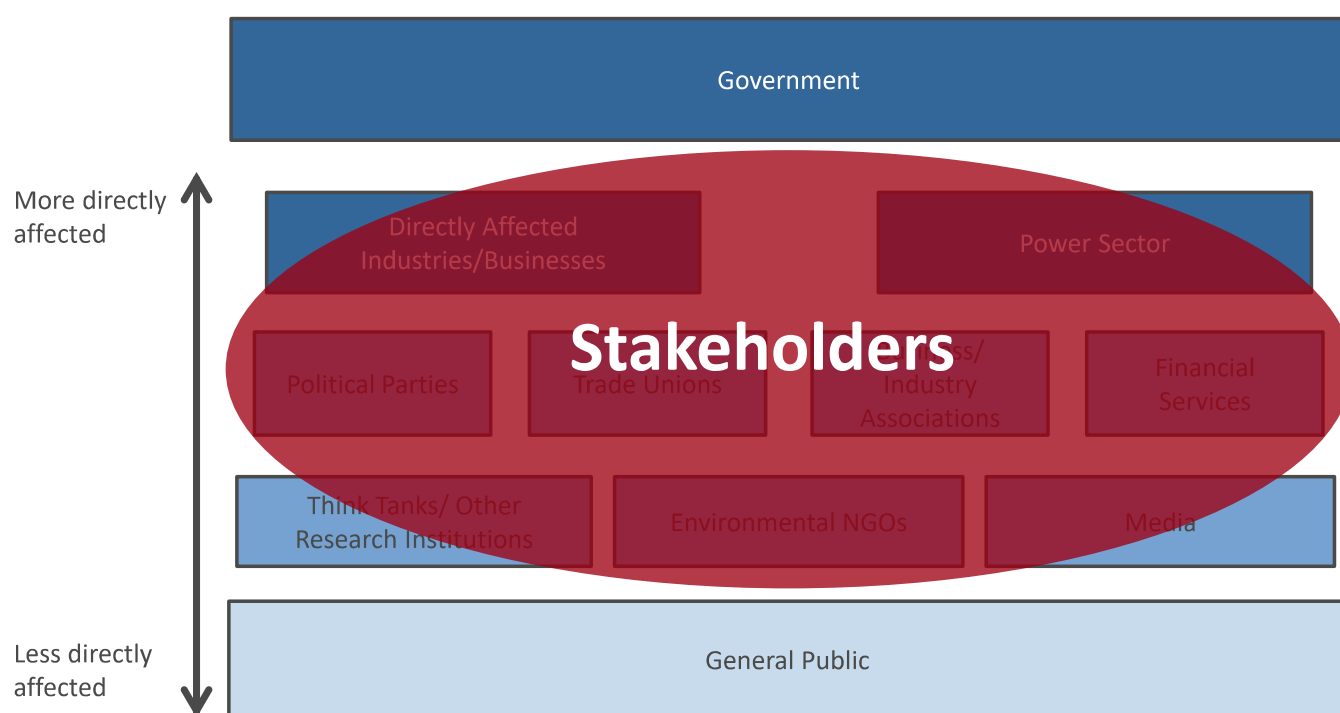 Government
More directly
affected
Directly Affected
Industries/Businesses
Power Sector
Stakeholders
Political Parties
Trade Unions
Business/
Industry
Associations
Financial
Services
Think Tanks/ Other
Research Institutions
Environmental NGOs
Media
Less directly
affected
General Public